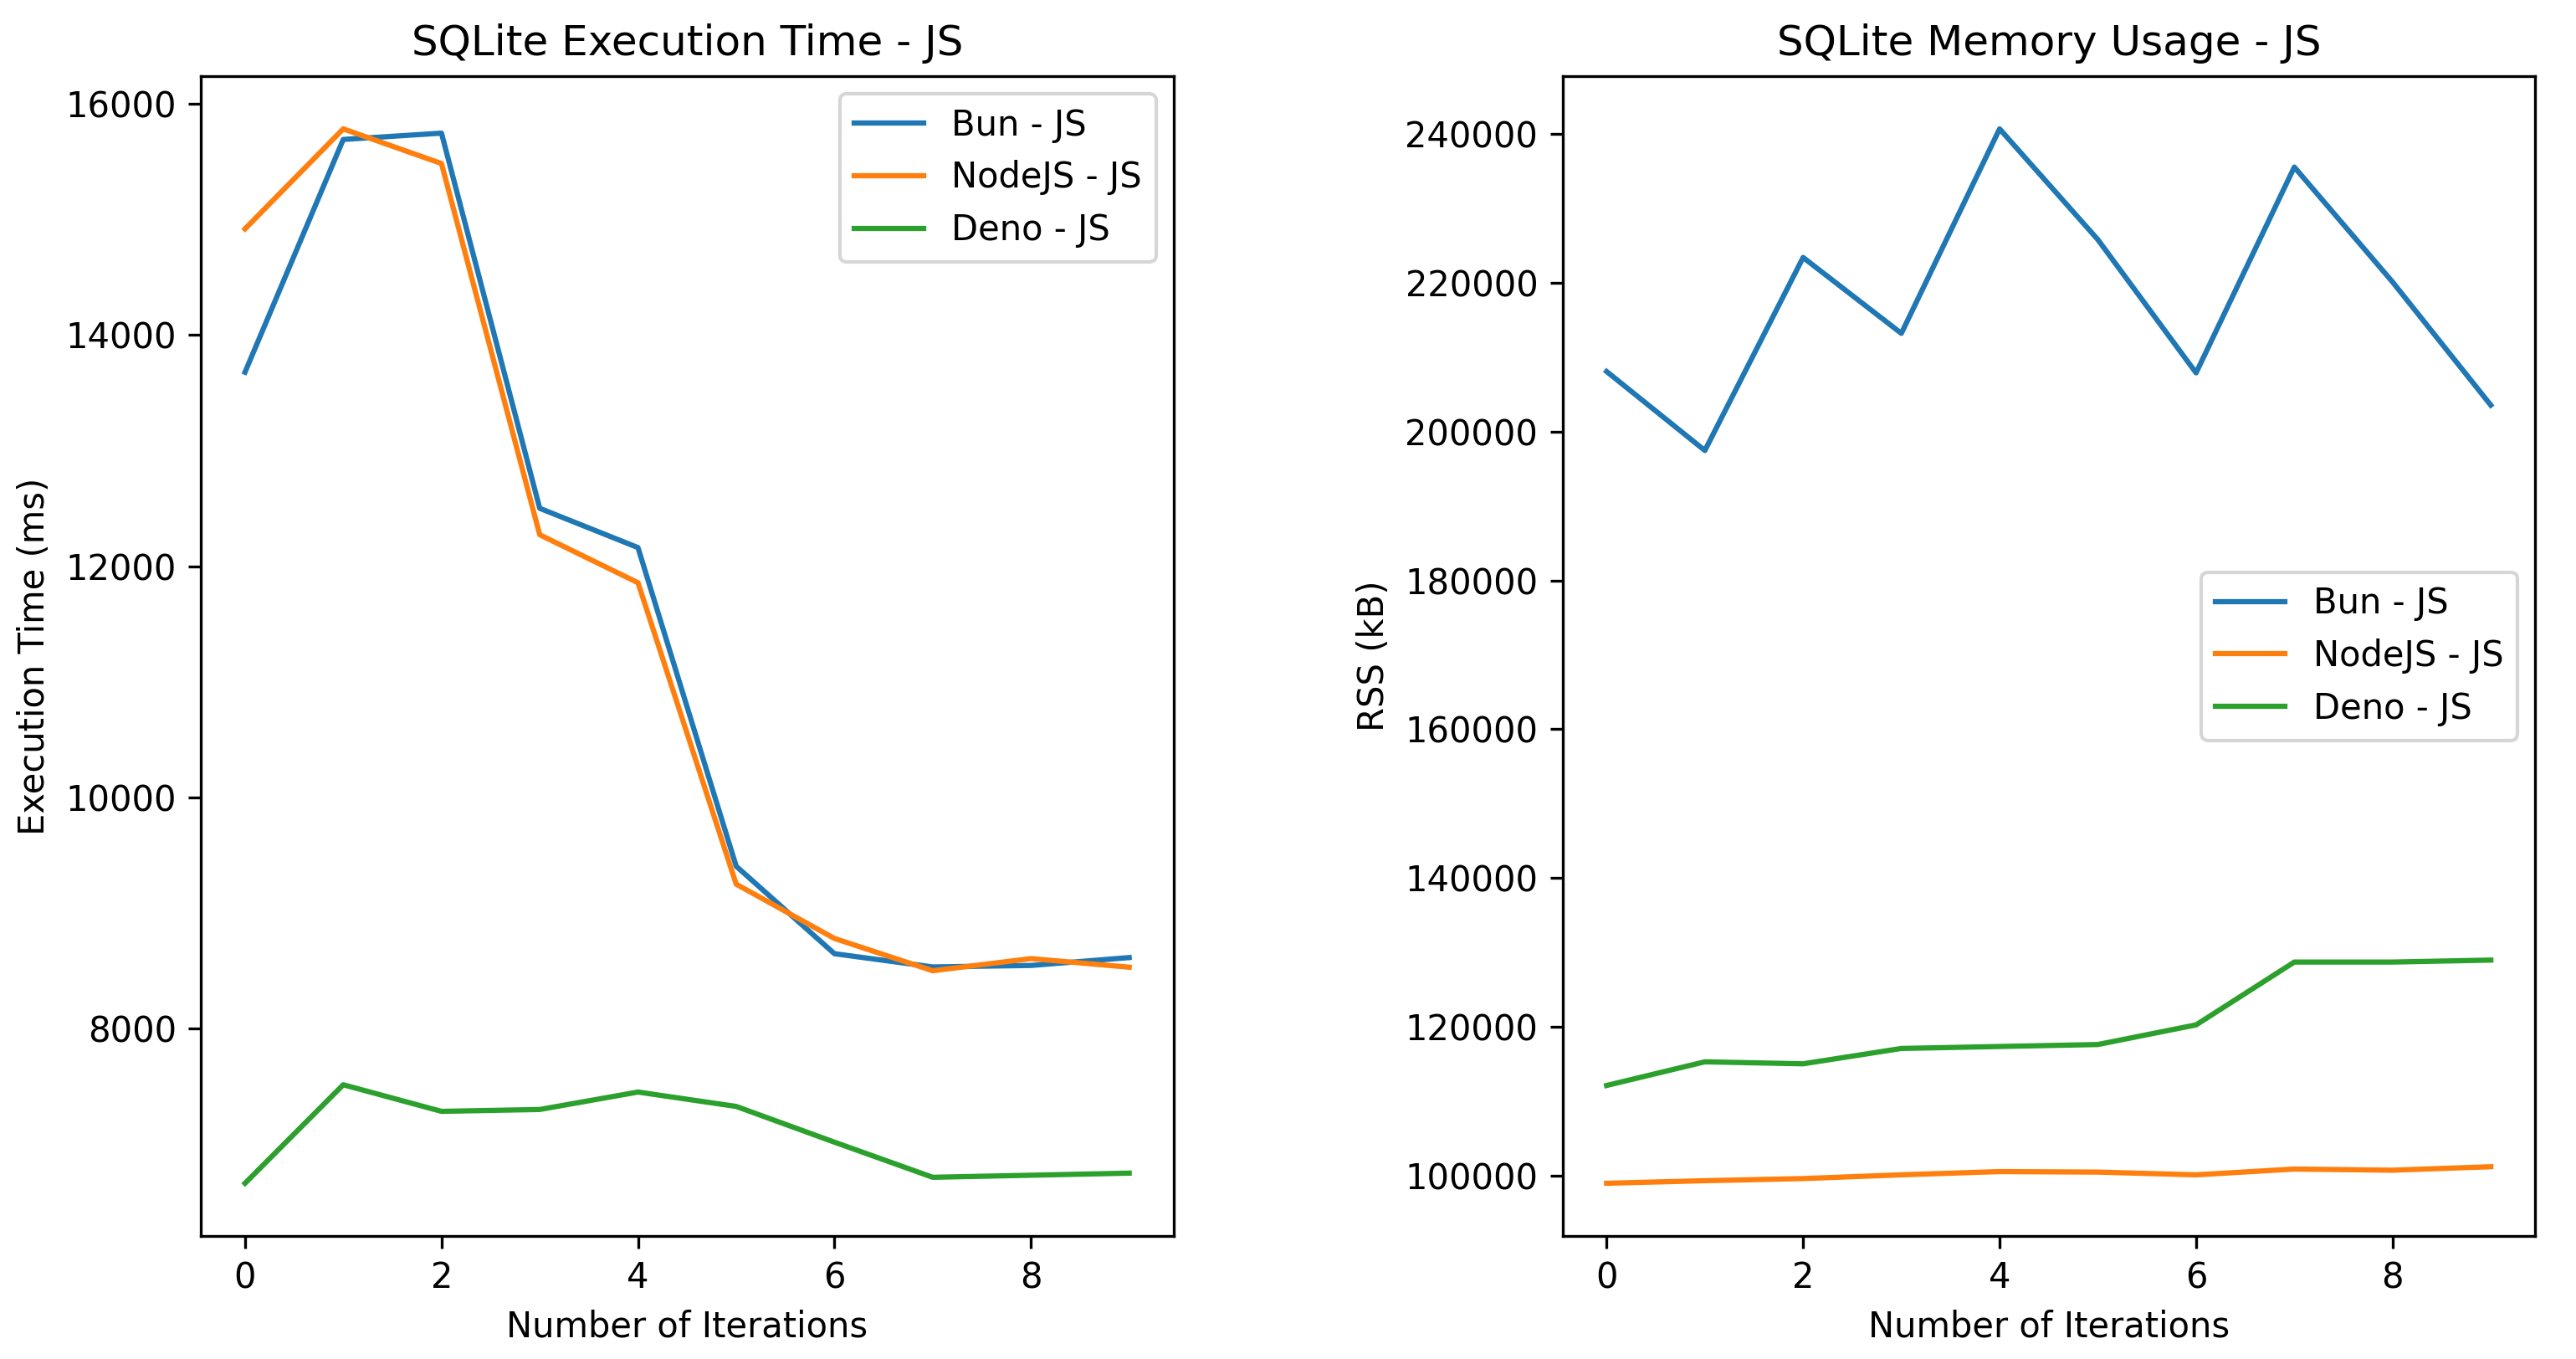 SQLite Execution Time - JS
16000
14000
12000
10000
8000
Execution Time (ms)
0 2 4 6 8
Number of Iterations
Bun - JS
NodeJS - JS
Deno - JS
SQLite Memory Usage - JS
240000
220000
200000
180000
160000
140000
120000
100000
RSS (kB)
0 2 4 6 8
Number of Iterations
Bun - JS
NodeJS - JS
Deno - JS